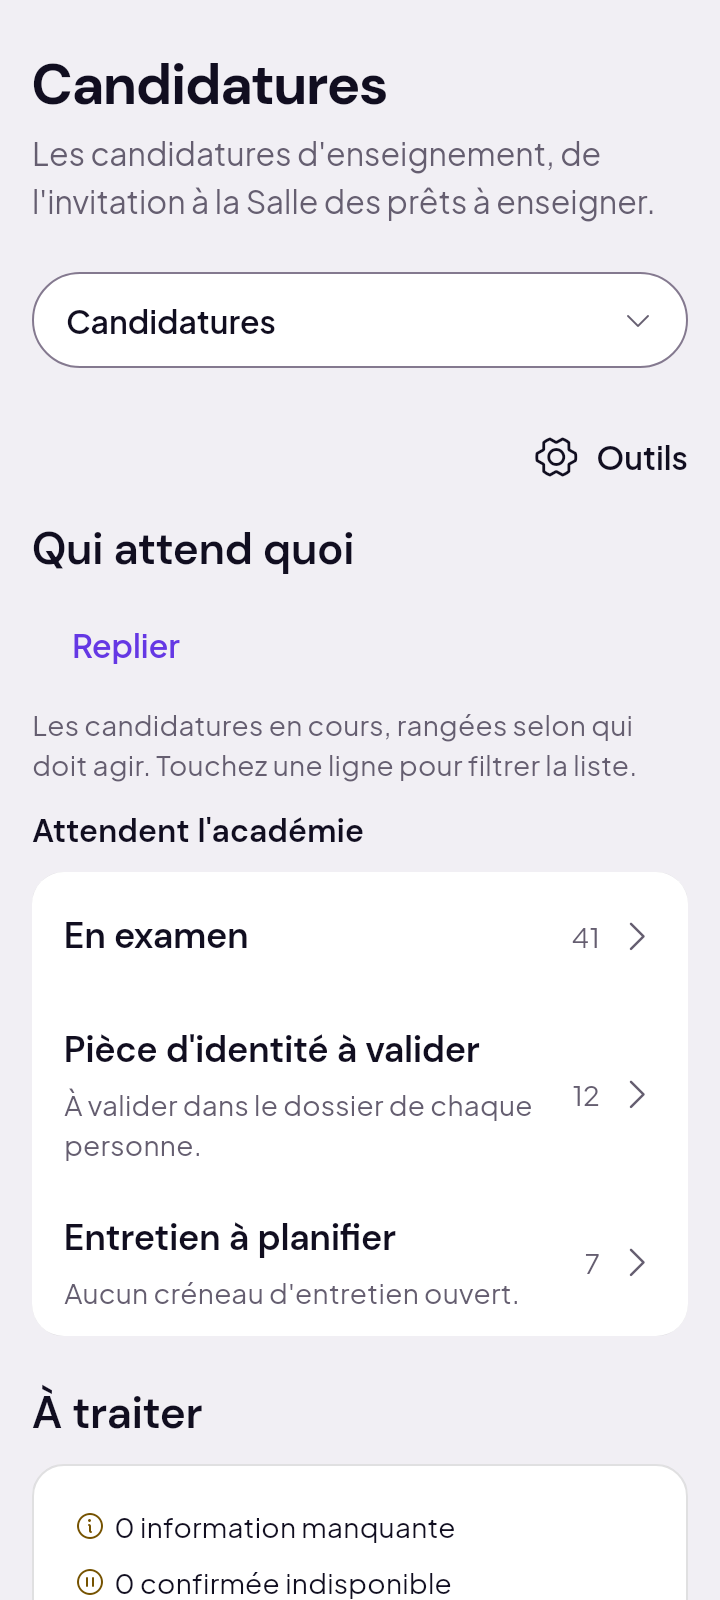 Candidatures
Les candidatures d'enseignement, de
l'invitation à la Salle des prêts à enseigner.
Candidatures
Outils
Qui attend quoi
Replier
Les candidatures en cours, rangées selon qui
doit agir. Touchez une ligne pour filtrer la liste.
Attendent l'académie
En examen
41
Pièce d'identité à valider
À valider dans le dossier de chaque
personne.
12
Entretien à planifier
Aucun créneau d'entretien ouvert.
7
À traiter
0 information manquante
0 confirmée indisponible